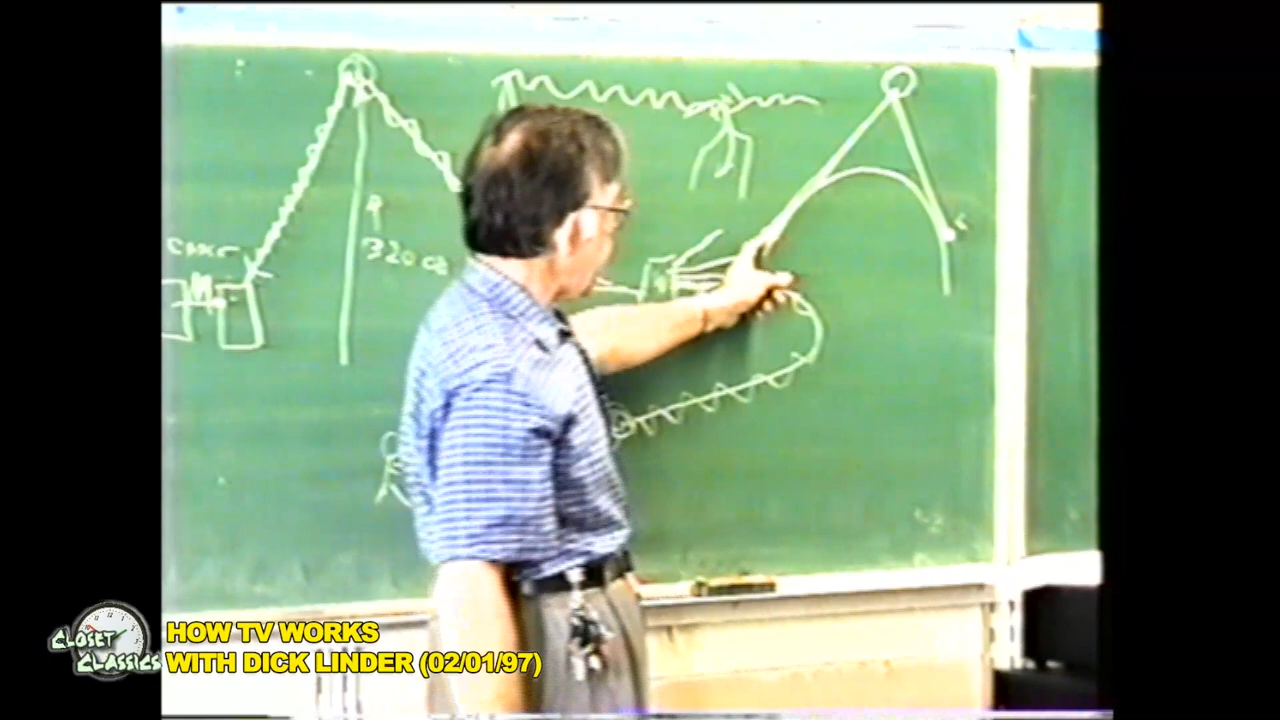 320
CLOSET
CLASSICS
HOW TV WORKS
WITH DICK LINDER (02/01/97)